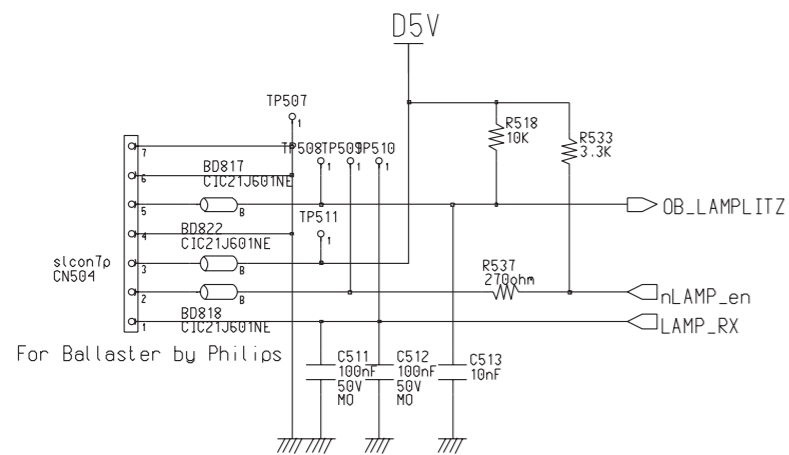 D5V
TP507
1
R518
10K
R533
3.3K
TP508
TP509
TP510
1
1
1
7
BD817
CIC21J601NE
6
5
B
OB_LAMPLITZ
TP511
1
BD822
CIC21J601NE
4
slcon7p
CN504
3
B
R537
270ohm
2
B
nLAMP_en
BD818
CIC21J601NE
1
LAMP_RX
For Ballaster by Philips
C511
100nF
50V
MO
C512
100nF
50V
MO
C513
10nF